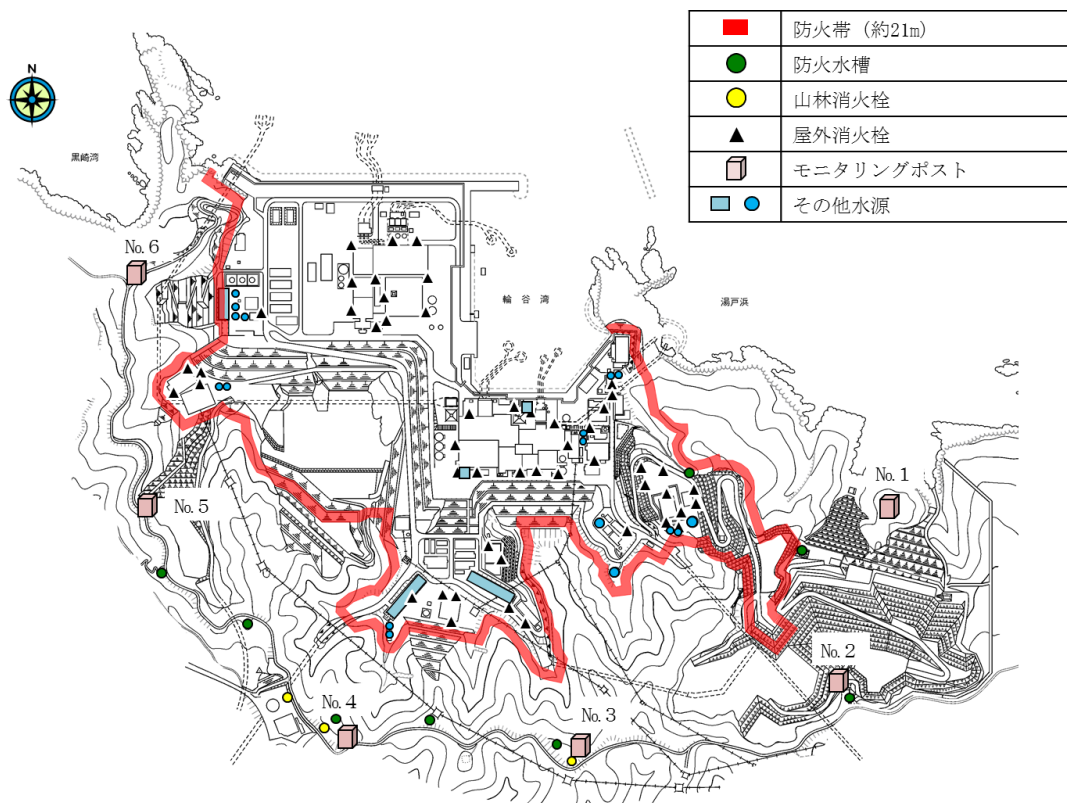 防火帯（約21m）
防火水槽
山林消火栓
屋外消火栓
モニタリングポスト
その他水源
N
黒崎湾
No.6
輪谷湾
湯戸浜
No.1
No.5
No.2
No.4
No.3